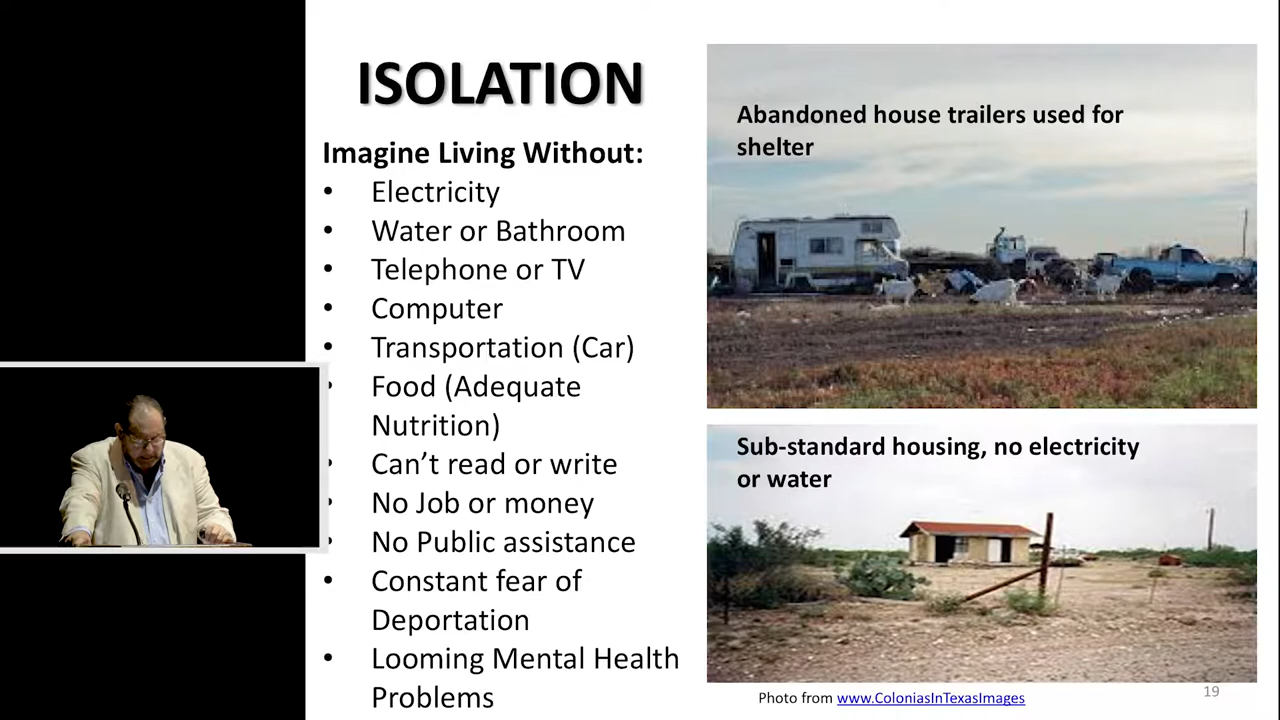 ISOLATION
Imagine Living Without:
• Electricity
• Water or Bathroom
• Telephone or TV
• Computer
• Transportation (Car)
• Food (Adequate
Nutrition)
• Can’t read or write
• No Job or money
• No Public assistance
• Constant fear of
Deportation
• Looming Mental Health
Problems
Abandoned house trailers used for
shelter
Sub-standard housing, no electricity
or water
Photo from www.ColoniasInTexasImages
19